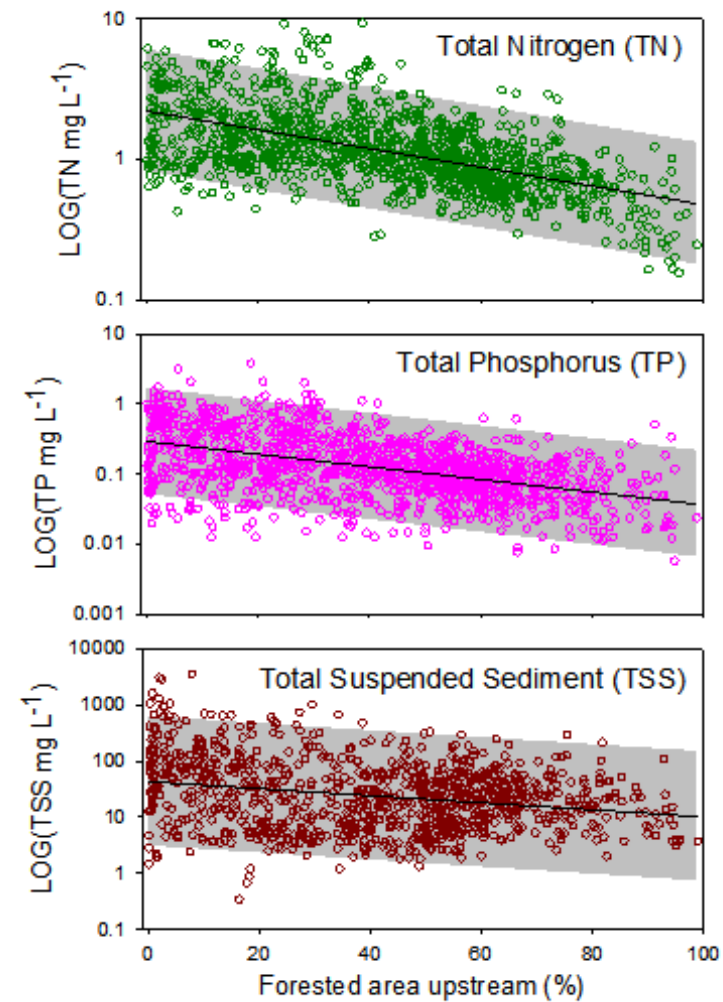 Total Nitrogen (TN)
LOG(TN mg L⁻¹)
10
1
0.1
Total Phosphorus (TP)
LOG(TP mg L⁻¹)
10
1
0.1
0.01
0.001
Total Suspended Sediment (TSS)
LOG(TSS mg L⁻¹)
10000
1000
100
10
1
0.1
0 20 40 60 80 100
Forested area upstream (%)